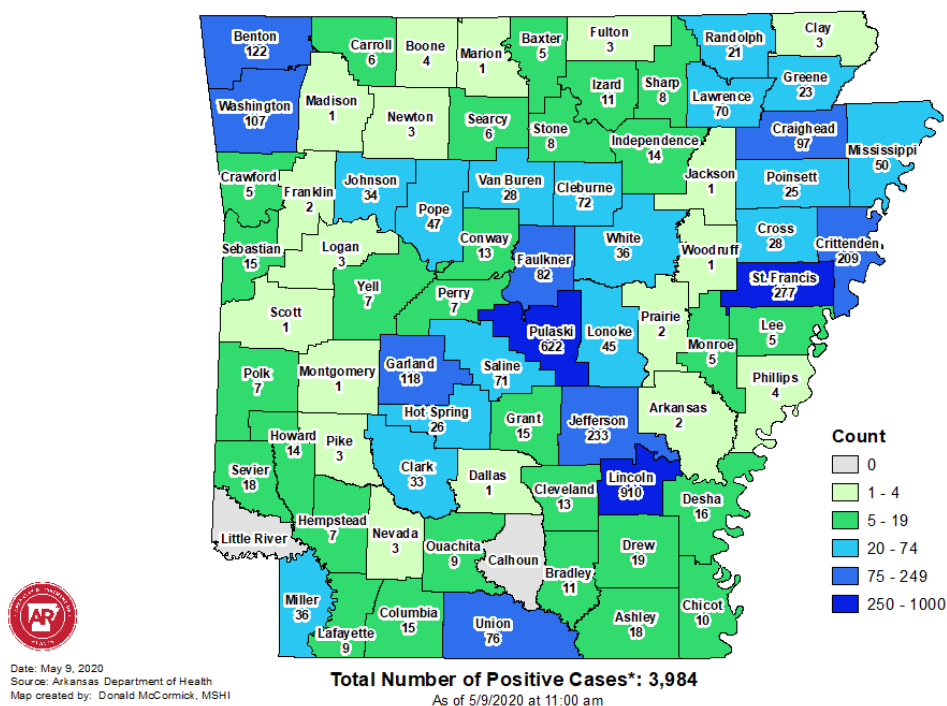 Benton
122
Carroll
6
Boone
4
Marion
1
Baxter
5
Fulton
3
Randolph
21
Clay
3
Washington
107
Madison
1
Newton
3
Searcy
6
Stone
8
Izard
11
Sharp
8
Lawrence
70
Greene
23
Independence
14
Craighead
97
Mississippi
50
Crawford
5
Franklin
2
Johnson
34
Pope
47
Van Buren
28
Cleburne
72
Jackson
1
Poinsett
25
Sebastian
15
Logan
3
Conway
13
Faulkner
82
White
36
Woodruff
1
Cross
28
Crittenden
209
St. Francis
277
Scott
1
Yell
7
Perry
7
Pulaski
622
Lonoke
45
Prairie
2
Monroe
5
Lee
5
Polk
7
Montgomery
1
Garland
118
Saline
71
Phillips
4
Hot Spring
26
Grant
15
Jefferson
233
Arkansas
2
Howard
14
Pike
3
Clark
33
Sevier
18
Dallas
1
Cleveland
13
Lincoln
910
Desha
16
Little River
Hempstead
7
Nevada
3
Ouachita
9
Calhoun
Bradley
11
Drew
19
Miller
36
Lafayette
9
Columbia
15
Union
76
Ashley
18
Chicot
10
Count
0
1 - 4
5 - 19
20 - 74
75 - 249
250 - 1000
AR
Date: May 9, 2020
Source: Arkansas Department of Health
Map created by: Donald McCormick, MSHI
Total Number of Positive Cases*: 3,984
As of 5/9/2020 at 11:00 am